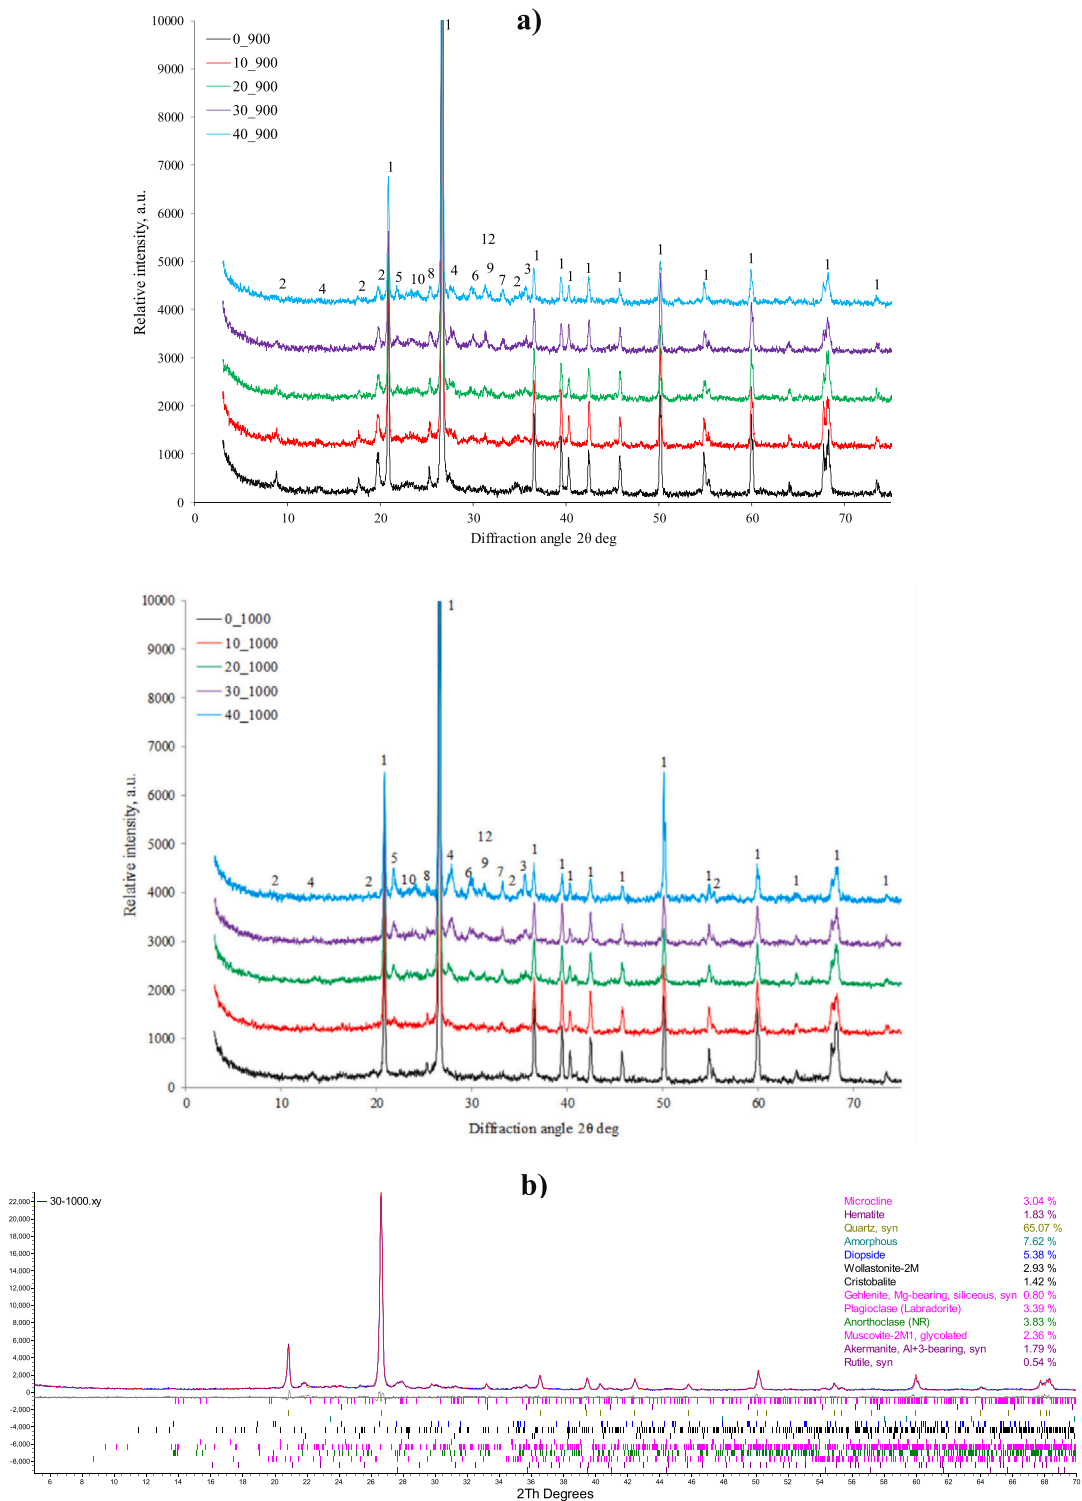 a)
10000
9000
8000
7000
6000
5000
4000
3000
2000
1000
0
0_900
10_900
20_900
30_900
40_900
1
1
12
2 4 2 2 5 10 8 4 6 9 7 2 3 1 1 1 1 1 1 1 1 1 1
0 10 20 30 40 50 60 70
Relative intensity, a.u.
Diffraction angle 2θ deg
10000
9000
8000
7000
6000
5000
4000
3000
2000
1000
0
0_1000
10_1000
20_1000
30_1000
40_1000
1
1
1
12
2 4 2 5 10 8 4 6 9 7 2 3 1 1 1 1 1 1 2 1 1 1 1
0 10 20 30 40 50 60 70
Relative intensity, a.u.
Diffraction angle 2θ deg
b)
30-1000.xy
22,000
20,000
18,000
16,000
14,000
12,000
10,000
8,000
6,000
4,000
2,000
0
-2,000
-4,000
-6,000
-8,000
Microcline 3.04 %
Hematite 1.83 %
Quartz, syn 65.07 %
Amorphous 7.62 %
Diopside 5.38 %
Wollastonite-2M 2.93 %
Cristobalite 1.42 %
Gehlenite, Mg-bearing, siliceous, syn 0.80 %
Plagioclase (Labradorite) 3.39 %
Anorthoclase (NR) 3.83 %
Muscovite-2M1, glycolated 2.36 %
Akermanite, Al+3-bearing, syn 1.79 %
Rutile, syn 0.54 %
6 8 10 12 14 16 18 20 22 24 26 28 30 32 34 36 38 40 42 44 46 48 50 52 54 56 58 60 62 64 66 68 70
2Th Degrees